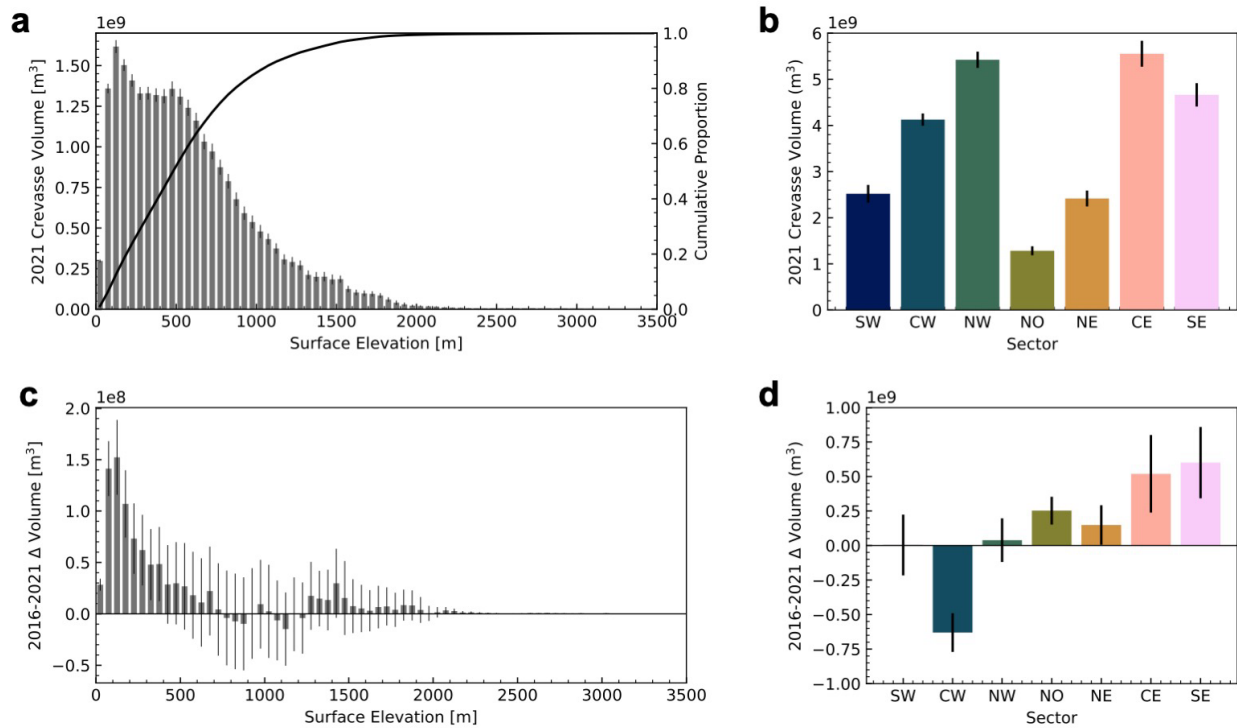 a
1e9
2021 Crevasse Volume [m³]
1.50
1.25
1.00
0.75
0.50
0.25
0.00
1.0
0.8
0.6
0.4
0.2
0.0
Cumulative Proportion
0 500 1000 1500 2000 2500 3000 3500
Surface Elevation [m]
b
1e9
2021 Crevasse Volume (m³)
6
5
4
3
2
1
0
SW CW NW NO NE CE SE
Sector
c
1e8
2016-2021 Δ Volume [m³]
2.0
1.5
1.0
0.5
0.0
−0.5
0 500 1000 1500 2000 2500 3000 3500
Surface Elevation [m]
d
1e9
2016-2021 Δ Volume (m³)
1.00
0.75
0.50
0.25
0.00
−0.25
−0.50
−0.75
−1.00
SW CW NW NO NE CE SE
Sector